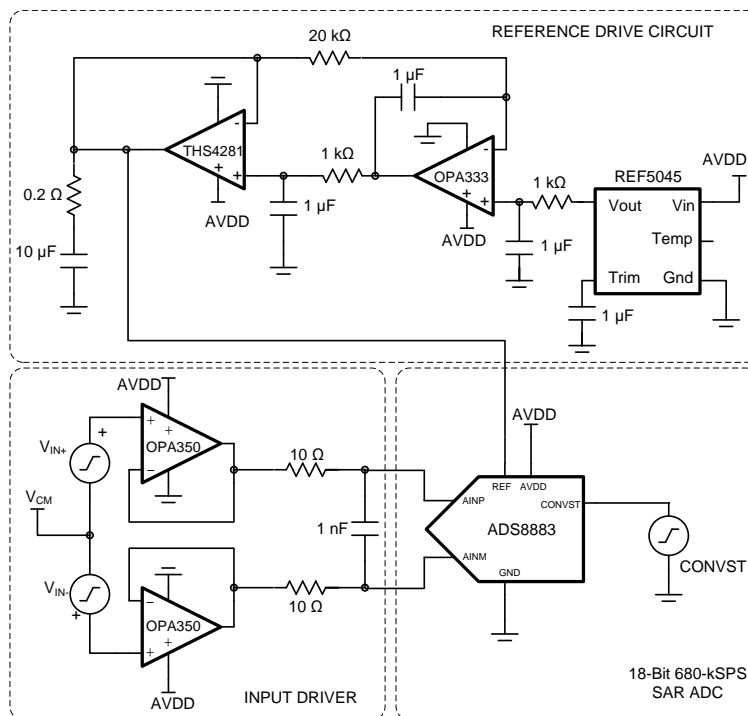 REFERENCE DRIVE CIRCUIT
20 kΩ
1 µF
-
THS4281
+
+
AVDD
1 kΩ
1 µF
-
OPA333
+
+
AVDD
1 kΩ
1 µF
REF5045
AVDD
Vout
Vin
Temp
Trim
Gnd
1 µF
0.2 Ω
10 µF
AVDD
+
VIN+
+
+
OPA350
-
10 Ω
VCM
1 nF
VIN-
+
-
OPA350
+
+
10 Ω
AVDD
INPUT DRIVER
AVDD
REF
AVDD
CONVST
AINP
ADS8883
AINM
GND
CONVST
18-Bit 680-kSPS
SAR ADC